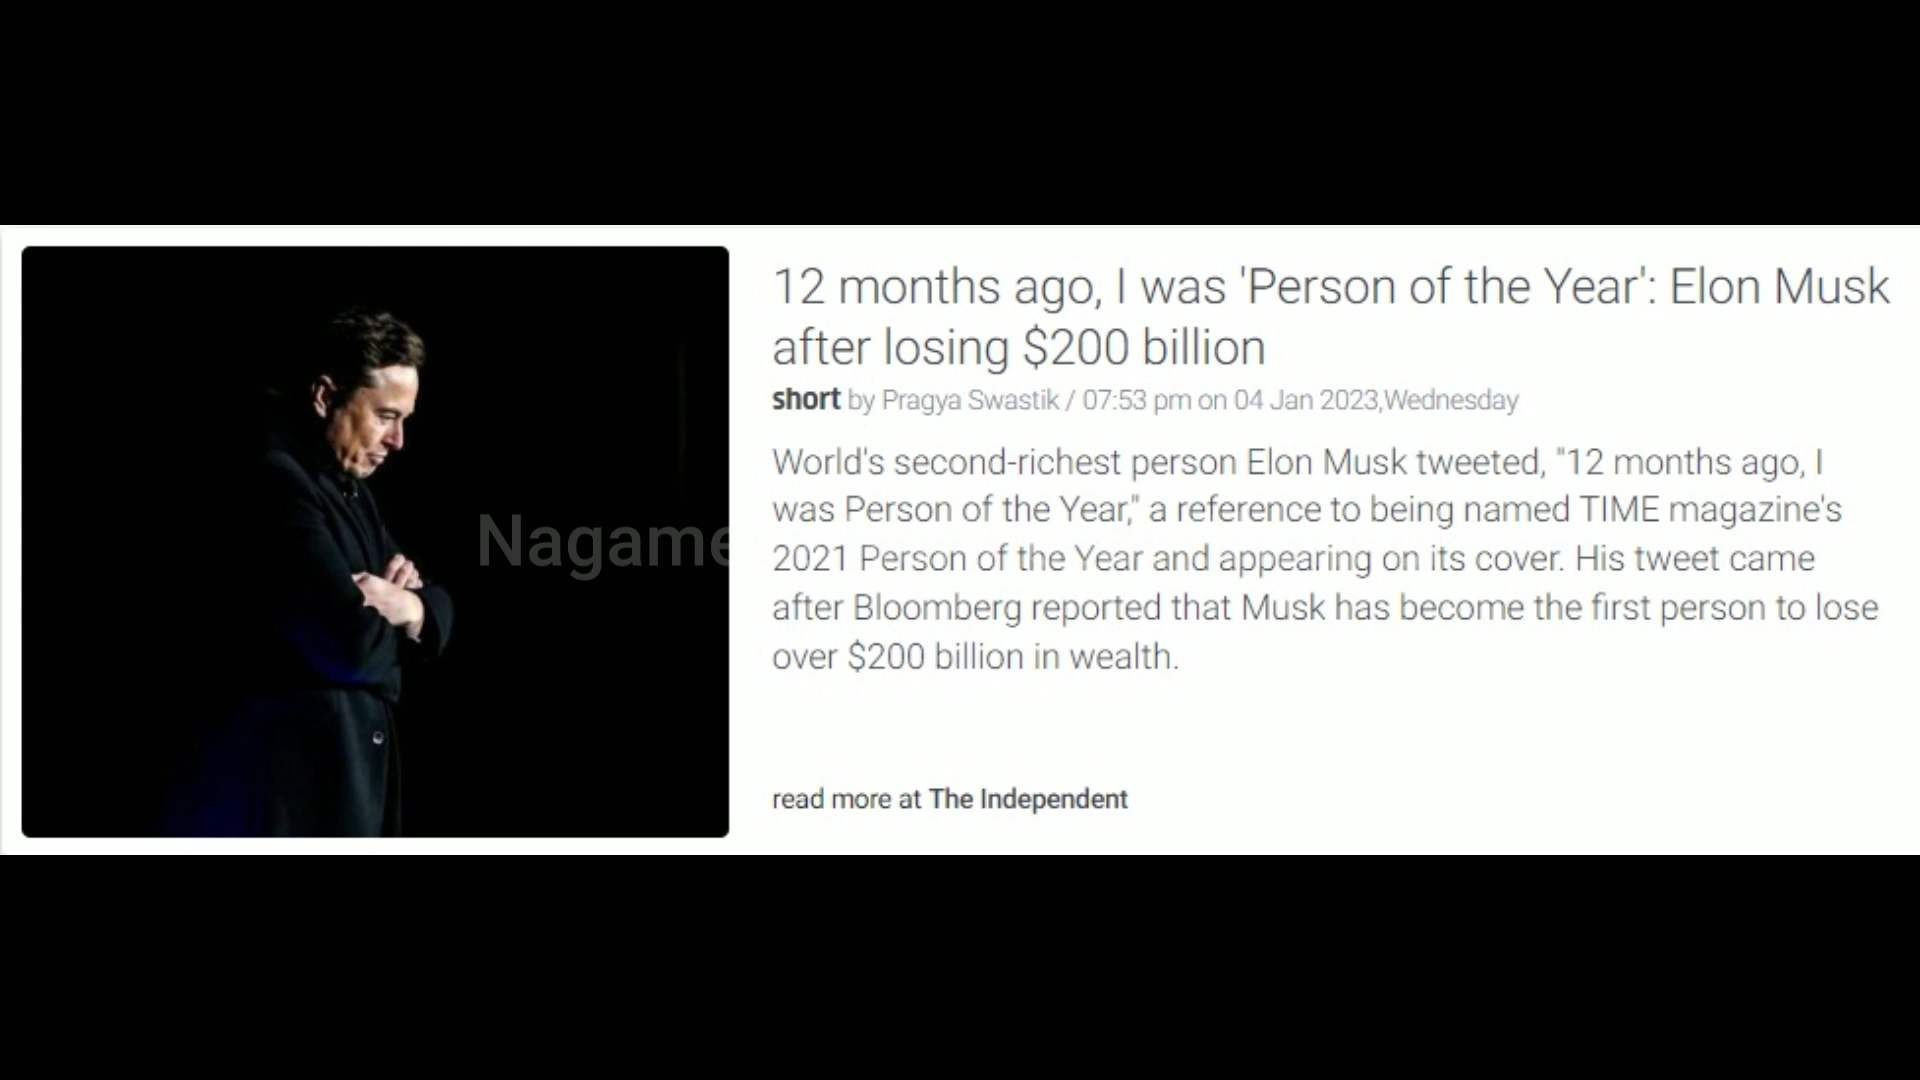 12 months ago, I was 'Person of the Year': Elon Musk
after losing $200 billion
short by Pragya Swastik / 07:53 pm on 04 Jan 2023,Wednesday
World's second-richest person Elon Musk tweeted, "12 months ago, I
was Person of the Year," a reference to being named TIME magazine's
2021 Person of the Year and appearing on its cover. His tweet came
after Bloomberg reported that Musk has become the first person to lose
over $200 billion in wealth.
read more at The Independent
Nagame